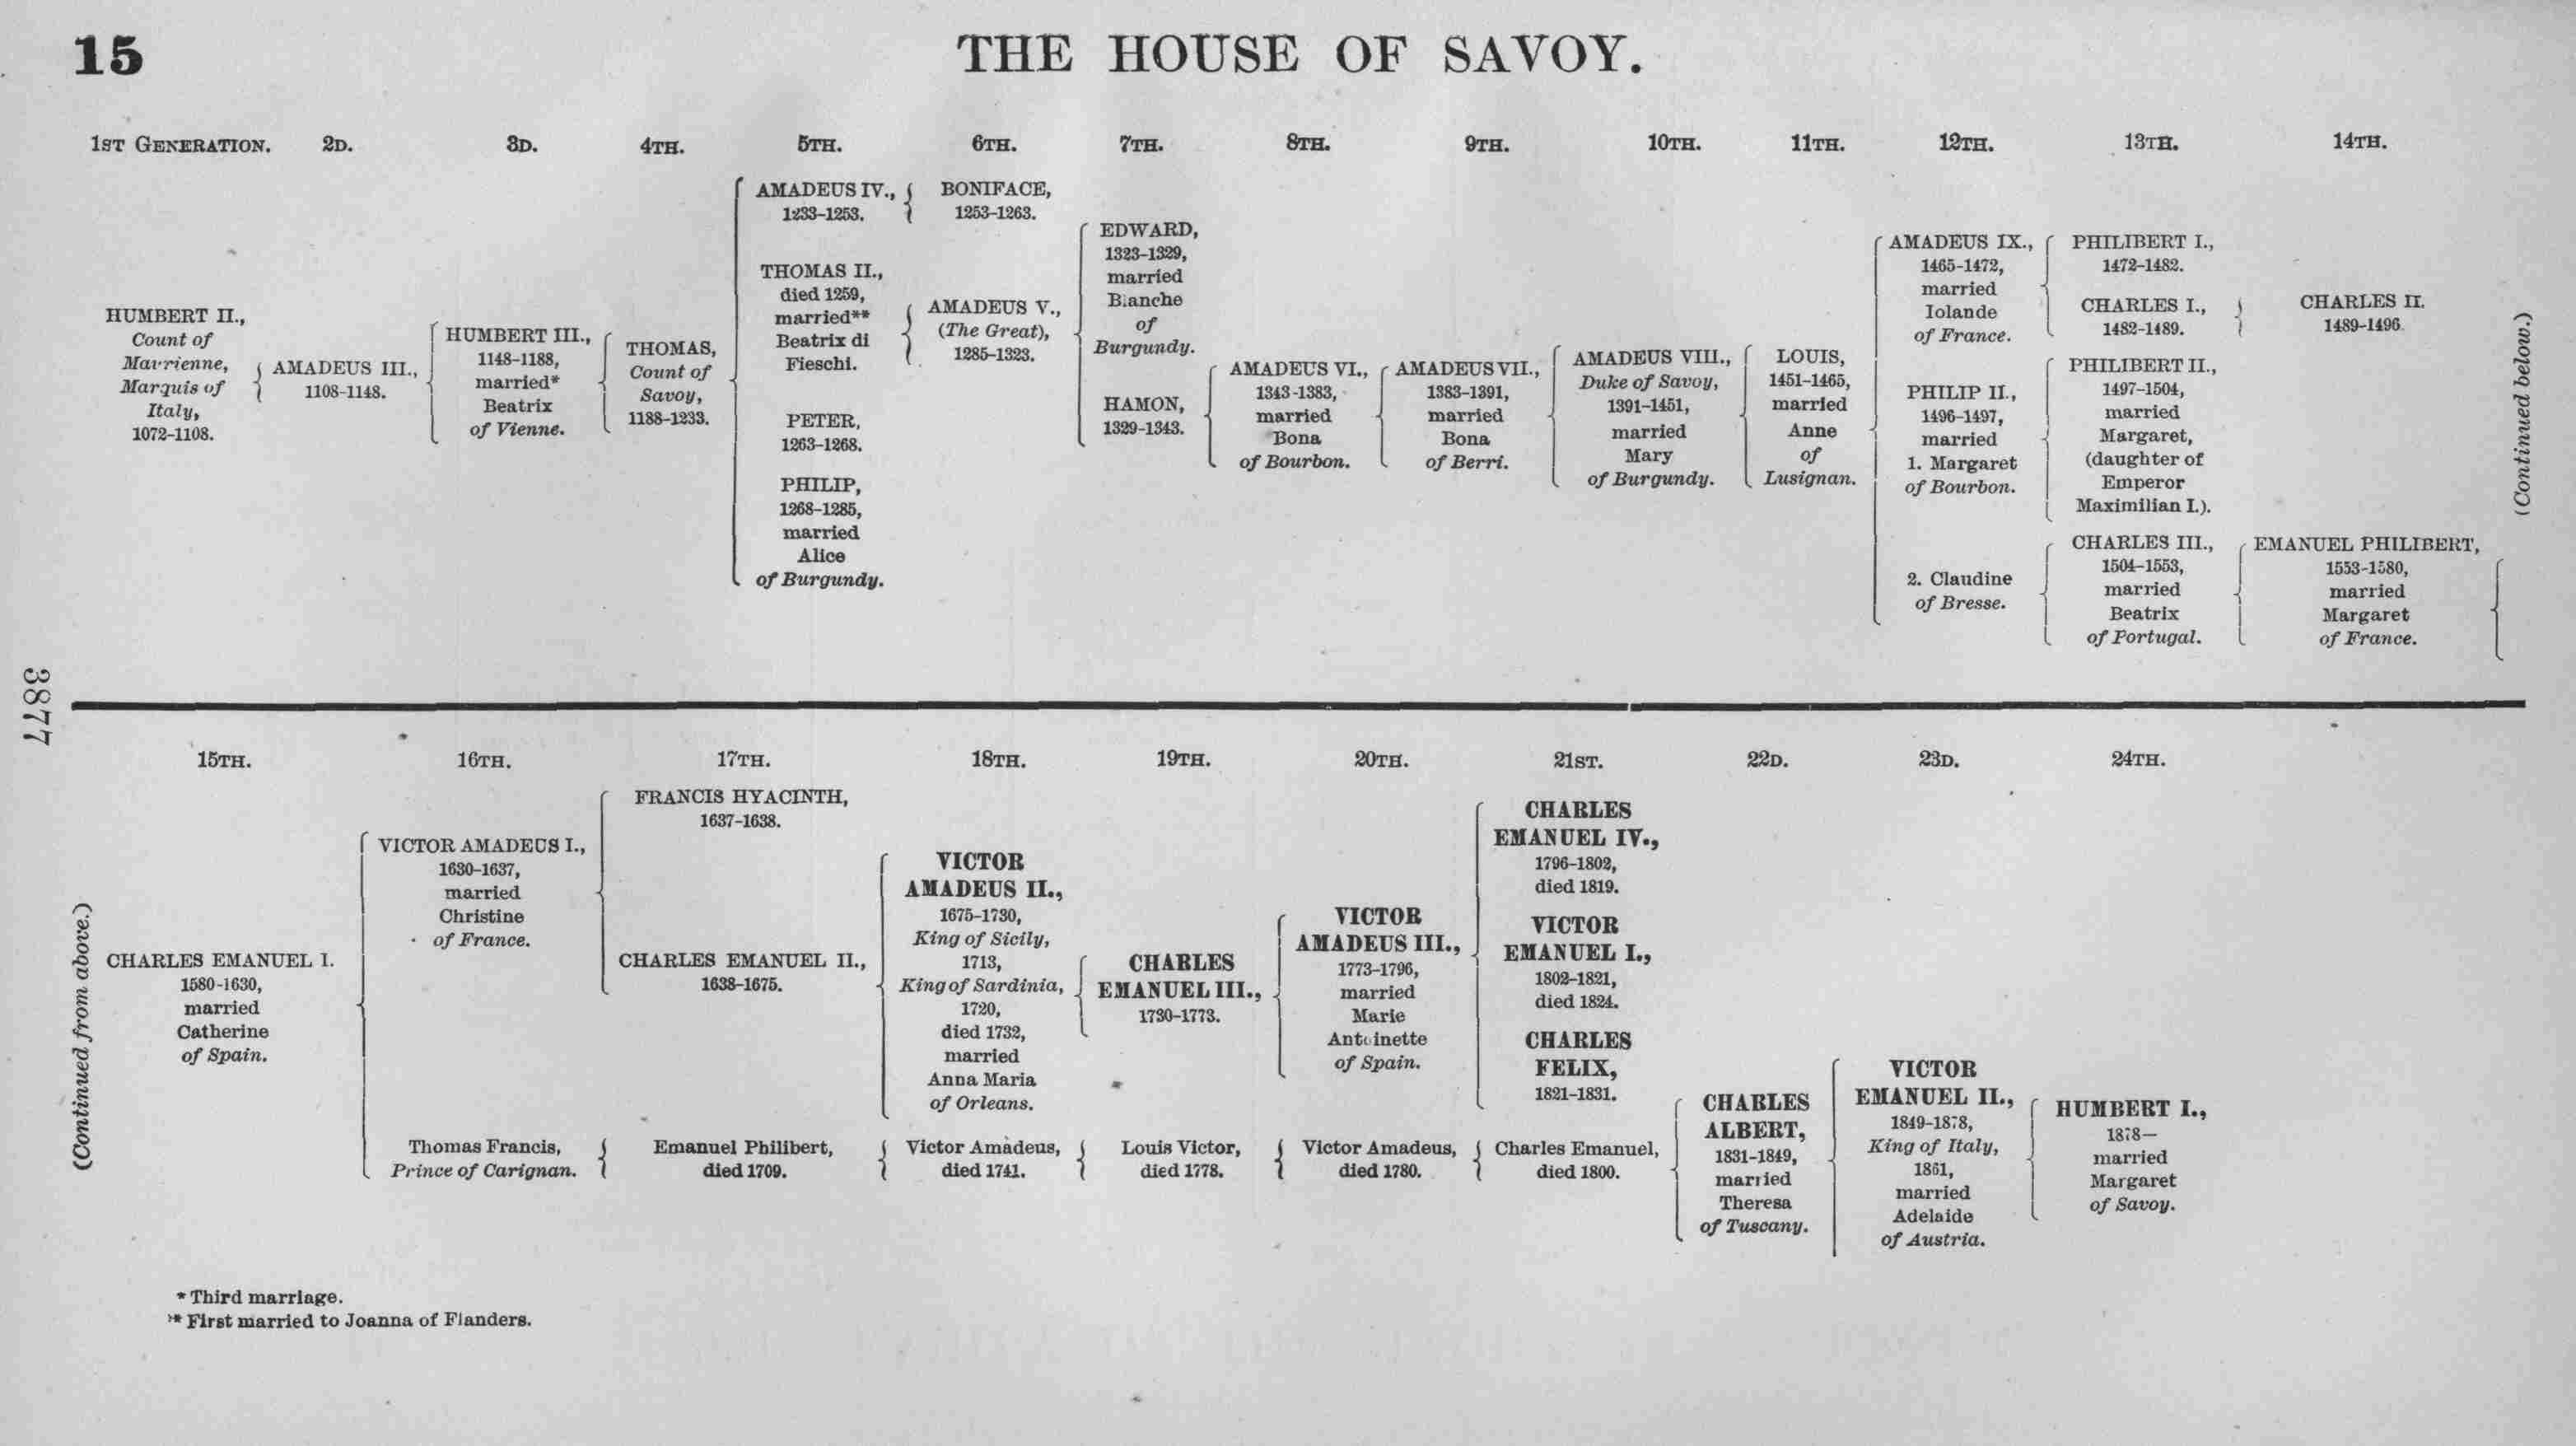 15
THE HOUSE OF SAVOY.
1ST GENERATION.
2D.
3D.
4TH.
5TH.
6TH.
7TH.
8TH.
9TH.
10TH.
11TH.
12TH.
13TH.
14TH.
HUMBERT II.,
Count of
Maurienne,
Marquis of
Italy,
1072-1108.
AMADEUS III.,
1108-1148.
HUMBERT III.,
1148-1188,
married*
Beatrix
of Vienne.
THOMAS,
Count of
Savoy,
1188-1233.
AMADEUS IV.,
1233-1253.
THOMAS II.,
died 1259,
married**
Beatrix di
Fieschi.
PETER,
1263-1268.
PHILIP,
1268-1285,
married
Alice
of Burgundy.
BONIFACE,
1253-1263.
AMADEUS V.,
(The Great),
1285-1323.
EDWARD,
1323-1329,
married
Blanche
of
Burgundy.
HAMON,
1329-1343.
AMADEUS VI.,
1343-1383,
married
Bona
of Bourbon.
AMADEUS VII.,
1383-1391,
married
Bona
of Berri.
AMADEUS VIII.,
Duke of Savoy,
1391-1451,
married
Mary
of Burgundy.
LOUIS,
1451-1465,
married
Anne
of
Lusignan.
AMADEUS IX.,
1465-1472,
married
Iolande
of France.
PHILIP II.,
1496-1497,
married
1. Margaret
of Bourbon.
2. Claudine
of Bresse.
PHILIBERT I.,
1472-1482.
CHARLES I.,
1482-1489.
PHILIBERT II.,
1497-1504,
married
Margaret,
(daughter of
Emperor
Maximilian I.).
CHARLES III.,
1504-1553,
married
Beatrix
of Portugal.
CHARLES II.
1489-1496.
EMANUEL PHILIBERT,
1553-1580,
married
Margaret
of France.
(Continued below.)
3877
15TH.
16TH.
17TH.
18TH.
19TH.
20TH.
21ST.
22D.
23D.
24TH.
(Continued from above.)
CHARLES EMANUEL I.
1580-1630,
married
Catherine
of Spain.
VICTOR AMADEUS I.,
1630-1637,
married
Christine
of France.
Thomas Francis,
Prince of Carignan.
FRANCIS HYACINTH,
1637-1638.
CHARLES EMANUEL II.,
1638-1675.
Emanuel Philibert,
died 1709.
VICTOR
AMADEUS II.,
1675-1730,
King of Sicily,
1713,
King of Sardinia,
1720,
died 1732,
married
Anna Maria
of Orleans.
Victor Amadeus,
died 1741.
CHARLES
EMANUEL III.,
1730-1773.
Louis Victor,
died 1778.
VICTOR
AMADEUS III.,
1773-1796,
married
Marie
Antoinette
of Spain.
Victor Amadeus,
died 1780.
CHARLES
EMANUEL IV.,
1796-1802,
died 1819.
VICTOR
EMANUEL I.,
1802-1821,
died 1824.
CHARLES
FELIX,
1821-1831.
Charles Emanuel,
died 1800.
CHARLES
ALBERT,
1831-1849,
married
Theresa
of Tuscany.
VICTOR
EMANUEL II.,
1849-1878,
King of Italy,
1861,
married
Adelaide
of Austria.
HUMBERT I.,
1878—
married
Margaret
of Savoy.
* Third marriage.
** First married to Joanna of Flanders.